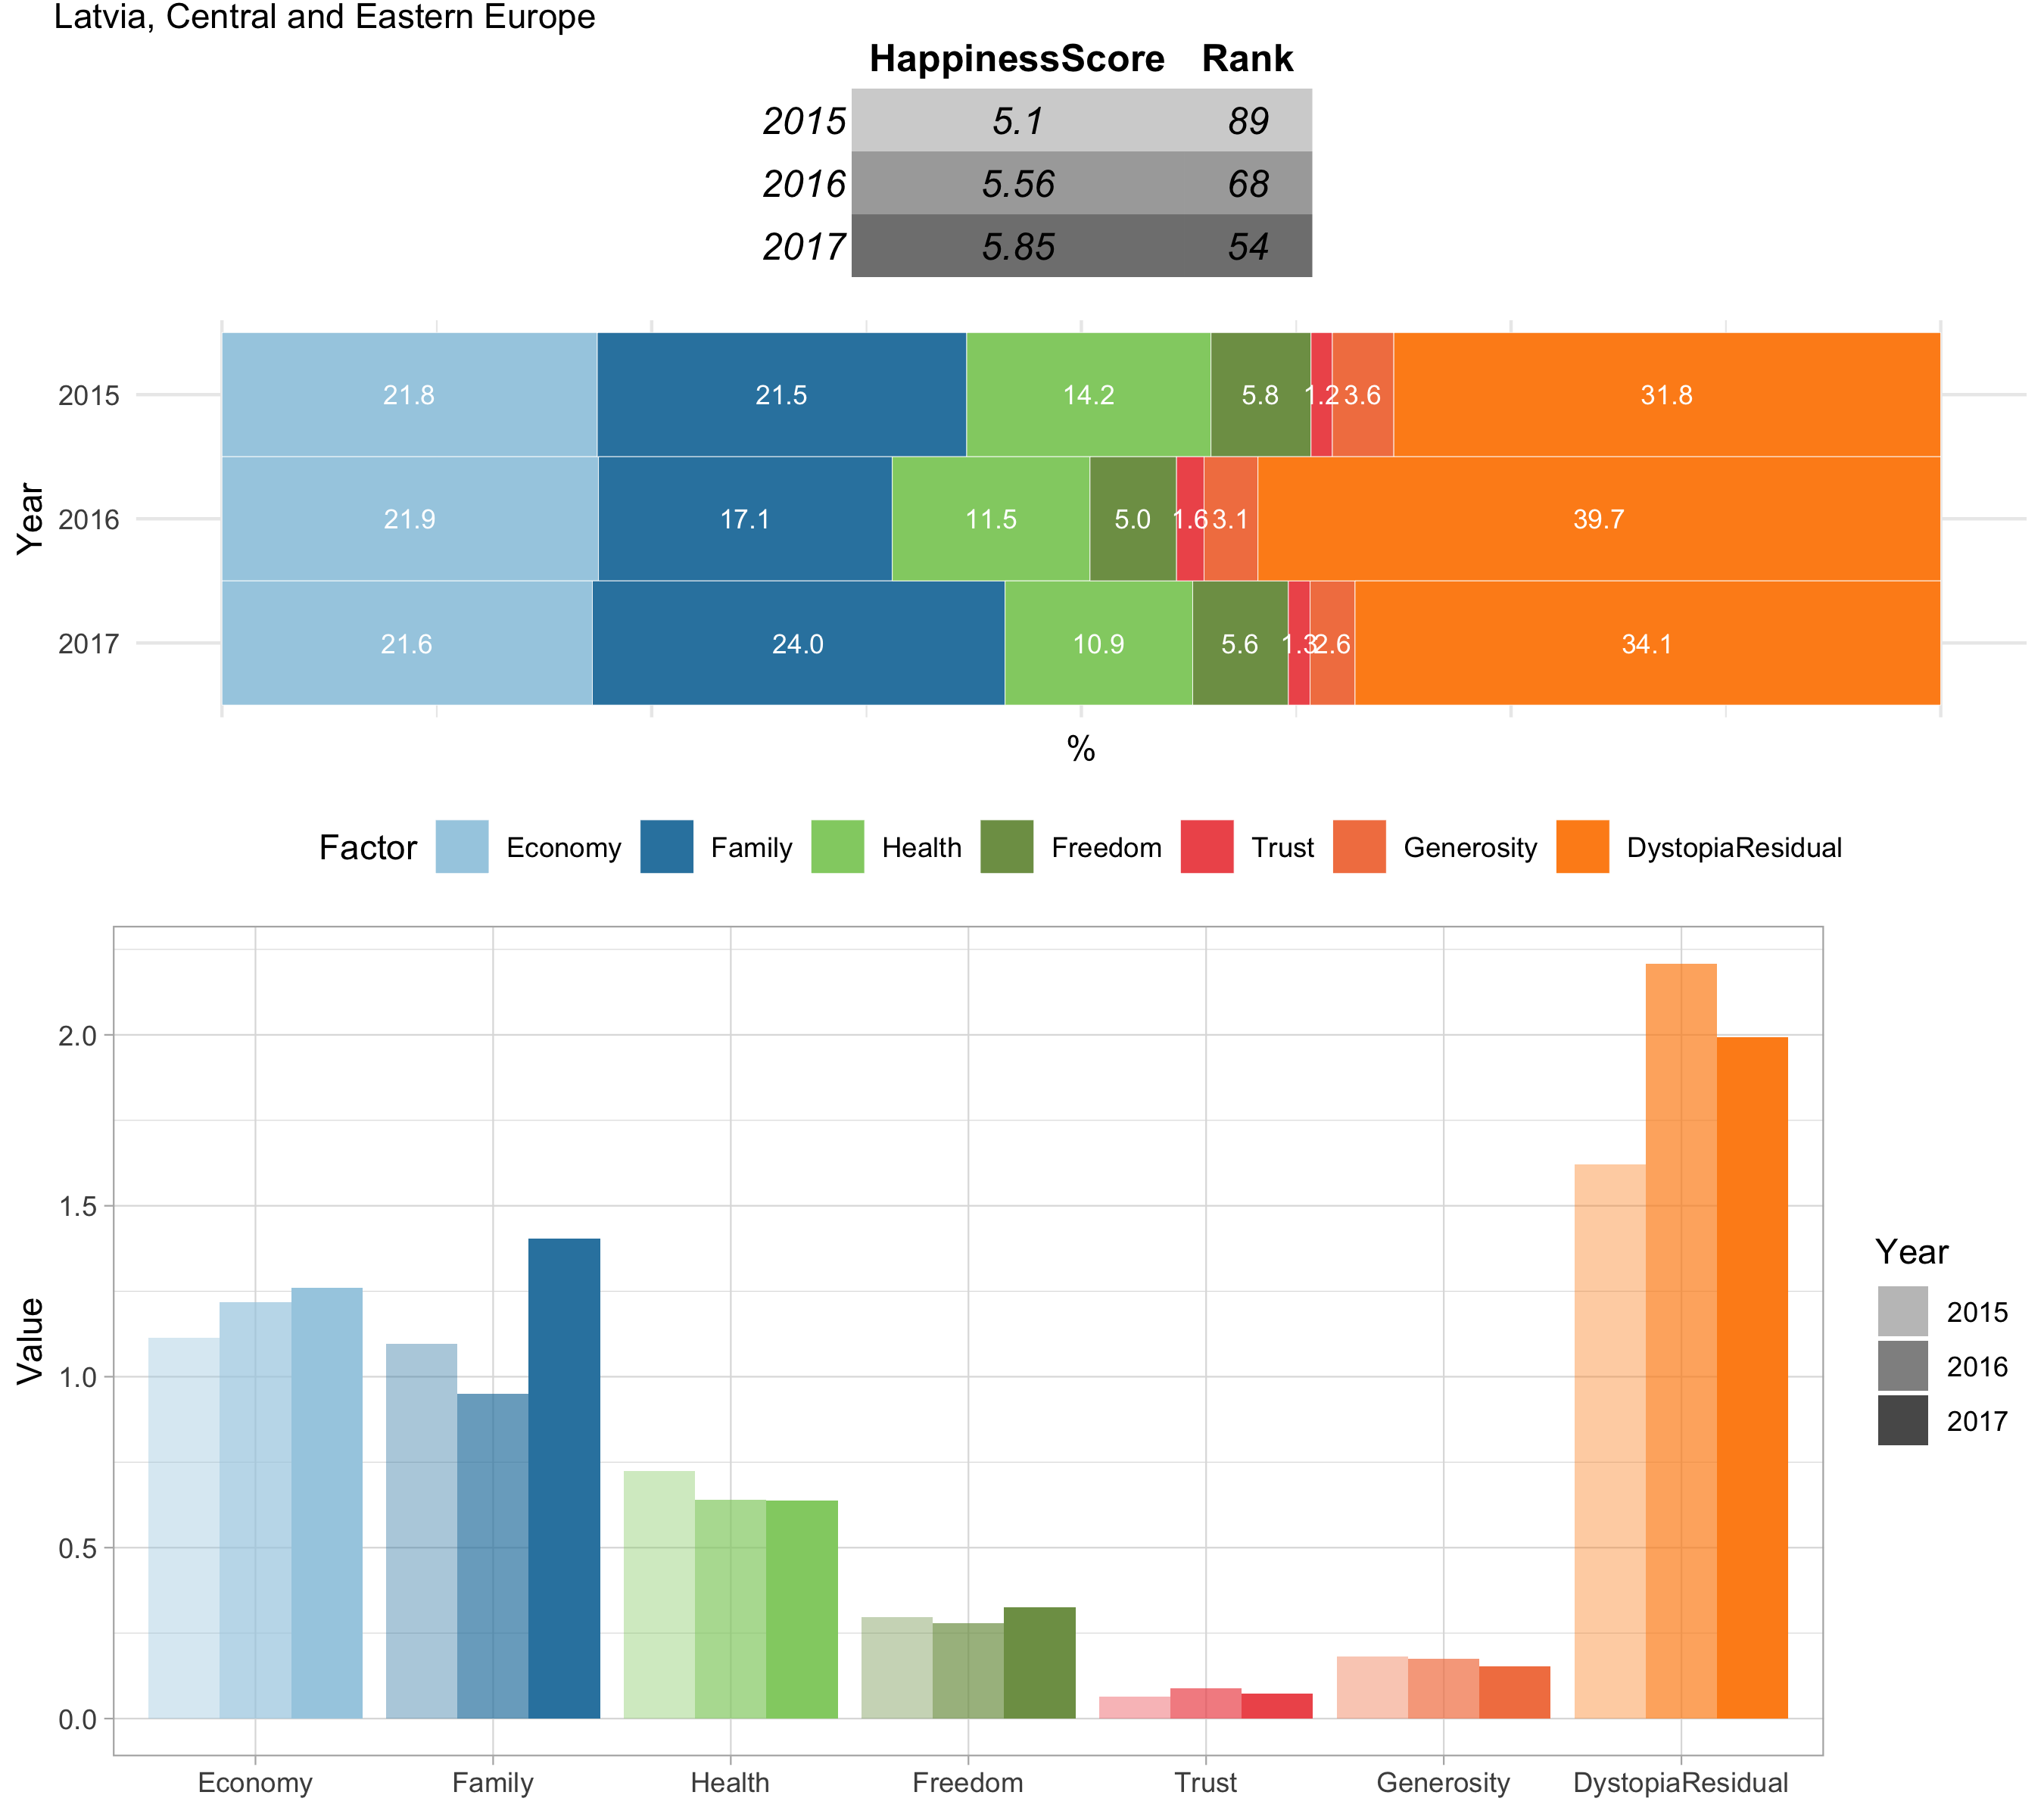 Latvia, Central and Eastern Europe
HappinessScore Rank
2015 5.1 89
2016 5.56 68
2017 5.85 54
Year
2015 21.8 21.5 14.2 5.8 1.2 3.6 31.8
2016 21.9 17.1 11.5 5.0 1.6 3.1 39.7
2017 21.6 24.0 10.9 5.6 1.3 2.6 34.1
%
Factor Economy Family Health Freedom Trust Generosity DystopiaResidual
Value
2.0
1.5
1.0
0.5
0.0
Economy Family Health Freedom Trust Generosity DystopiaResidual
Year
2015
2016
2017